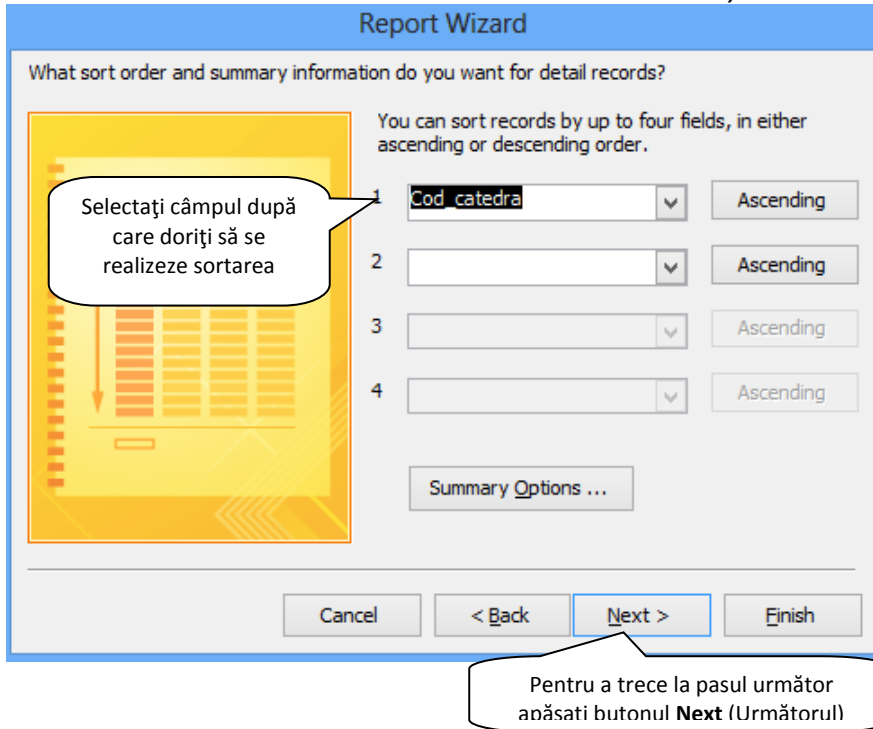 Report Wizard
What sort order and summary information do you want for detail records?
You can sort records by up to four fields, in either
ascending or descending order.
Selectaţi câmpul după
care doriţi să se
realizeze sortarea
1 Cod_catedra Ascending
2 Ascending
3 Ascending
4 Ascending
Summary Options ...
Cancel < Back Next > Finish
Pentru a trece la pasul următor
apăsaţi butonul Next (Următorul)